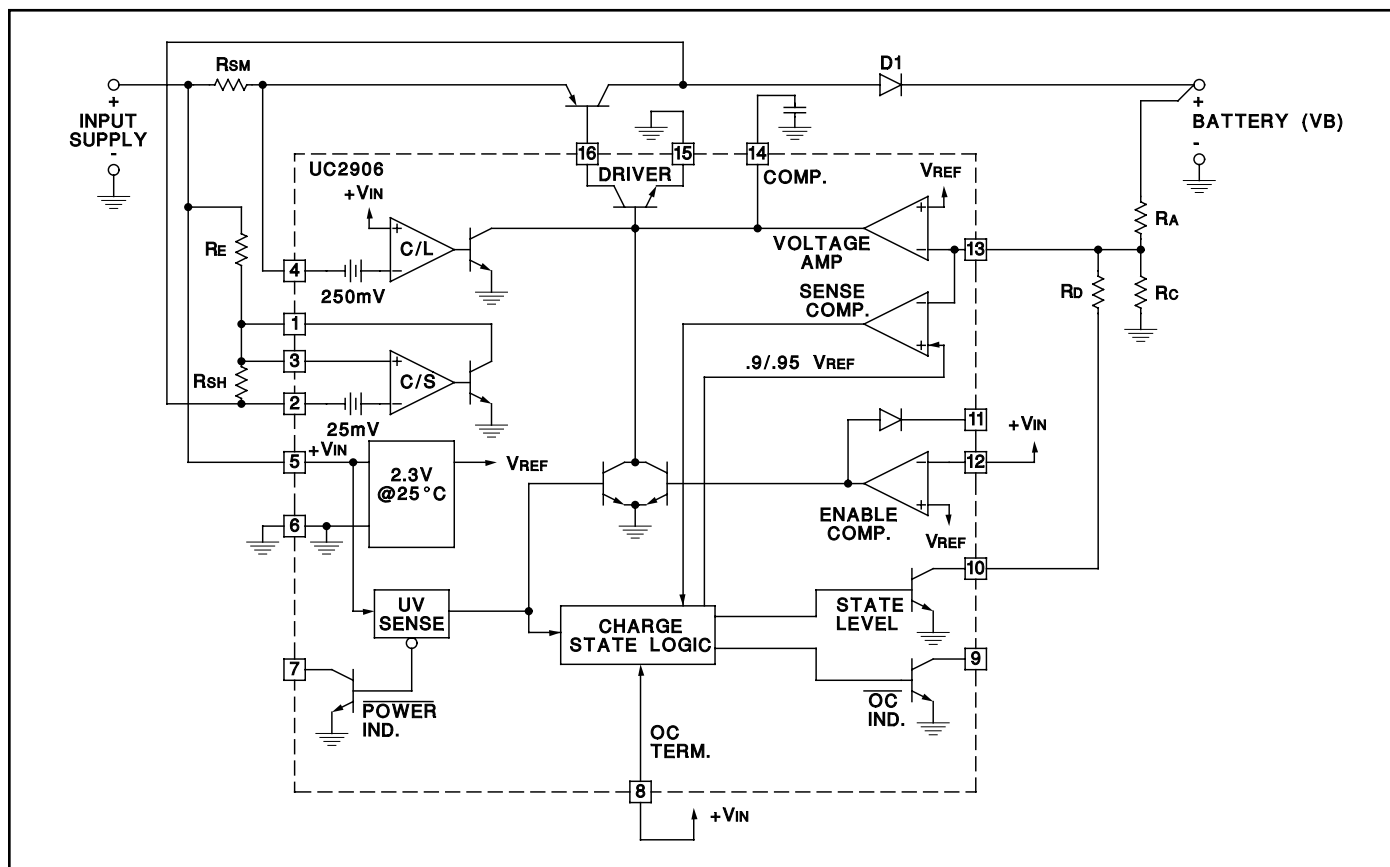 RSM
D1
+
INPUT
SUPPLY
-
+
BATTERY (VB)
-
16
15
14
UC2906
DRIVER
COMP.
+VIN
VREF
+
C/L
-
+
-
VOLTAGE
AMP
13
RA
RE
4
250mV
SENSE
COMP.
-
+
RD
RC
1
3
+
C/S
-
RSH
2
25mV
.9/.95 VREF
11
+VIN
5
+VIN
2.3V
@25°C
VREF
12
-
+
ENABLE
COMP.
VREF
6
10
UV
SENSE
CHARGE
STATE LOGIC
STATE
LEVEL
7
9
POWER
IND.
OC
IND.
OC
TERM.
8
+VIN